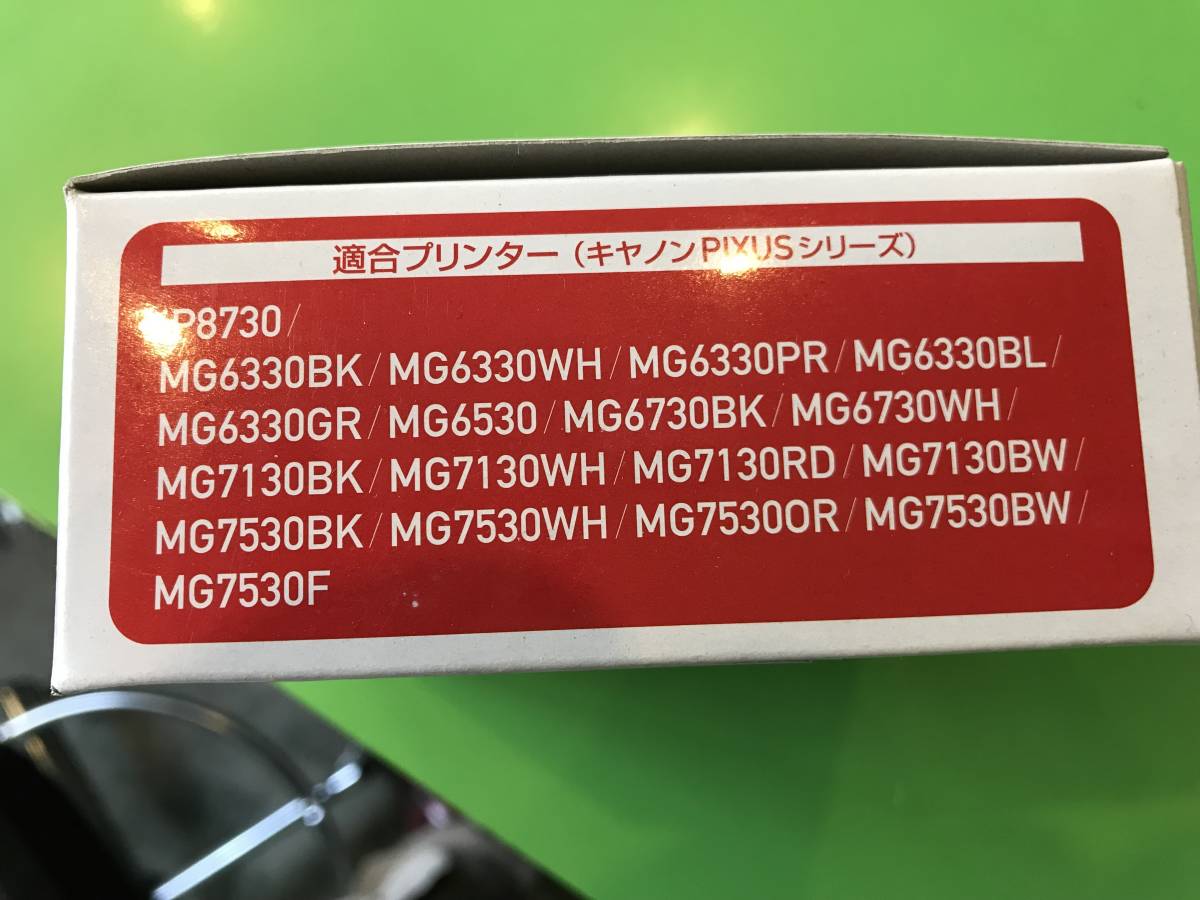 適合プリンター（キヤノンPIXUSシリーズ）
P8730/
MG6330BK/MG6330WH/MG6330PR/MG6330BL/
MG6330GR/MG6530/MG6730BK/MG6730WH/
MG7130BK/MG7130WH/MG7130RD/MG7130BW/
MG7530BK/MG7530WH/MG7530OR/MG7530BW/
MG7530F